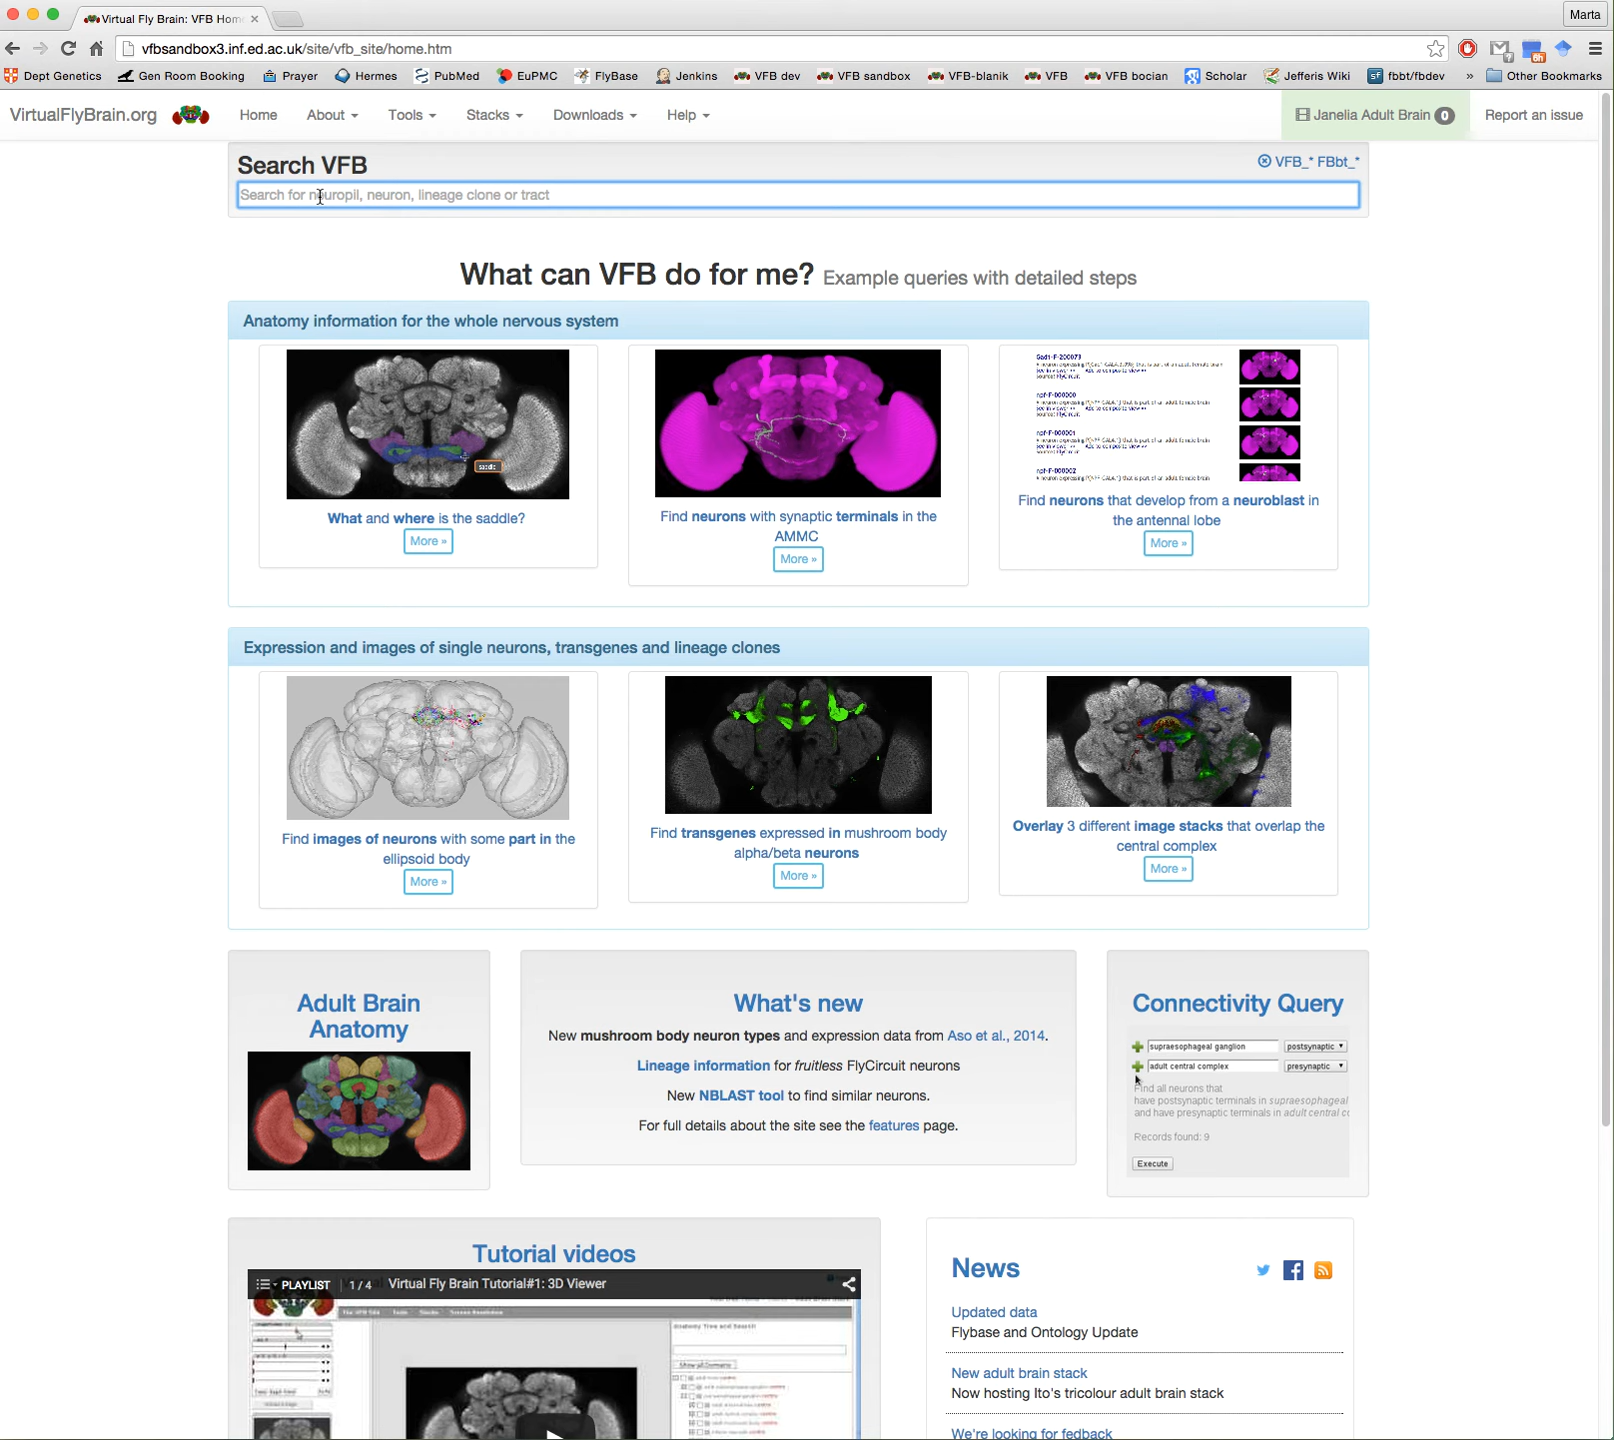 Virtual Fly Brain: VFB Hom
Marta
vfbsandbox3.inf.ed.ac.uk/site/vfb_site/home.htm
Dept Genetics Gen Room Booking Prayer Hermes PubMed EuPMC FlyBase Jenkins VFB dev VFB sandbox VFB-blanik VFB VFB bocian Scholar Jefferis Wiki fbbt/fbdev » Other Bookmarks
VirtualFlyBrain.org Home About Tools Stacks Downloads Help Janelia Adult Brain 0 Report an issue
Search VFB
VFB_* FBbt_*
Search for neuropil, neuron, lineage clone or tract
What can VFB do for me? Example queries with detailed steps
Anatomy information for the whole nervous system
saddle
What and where is the saddle?
More »
Find neurons with synaptic terminals in the
AMMC
More »
Gad1-F-200073
npf-F-000000
npf-F-000001
npf-F-000002
Find neurons that develop from a neuroblast in
the antennal lobe
More »
Expression and images of single neurons, transgenes and lineage clones
Find images of neurons with some part in the
ellipsoid body
More »
Find transgenes expressed in mushroom body
alpha/beta neurons
More »
Overlay 3 different image stacks that overlap the
central complex
More »
Adult Brain
Anatomy
What's new
New mushroom body neuron types and expression data from Aso et al., 2014.
Lineage information for fruitless FlyCircuit neurons
New NBLAST tool to find similar neurons.
For full details about the site see the features page.
Connectivity Query
supraesophageal ganglion postsynaptic
adult central complex presynaptic
Find all neurons that
have postsynaptic terminals in supraesophageal
and have presynaptic terminals in adult central co
Records found: 9
Execute
Tutorial videos
PLAYLIST 1 / 4 Virtual Fly Brain Tutorial#1: 3D Viewer
News
Updated data
Flybase and Ontology Update
New adult brain stack
Now hosting Ito's tricolour adult brain stack
We're looking for fedback